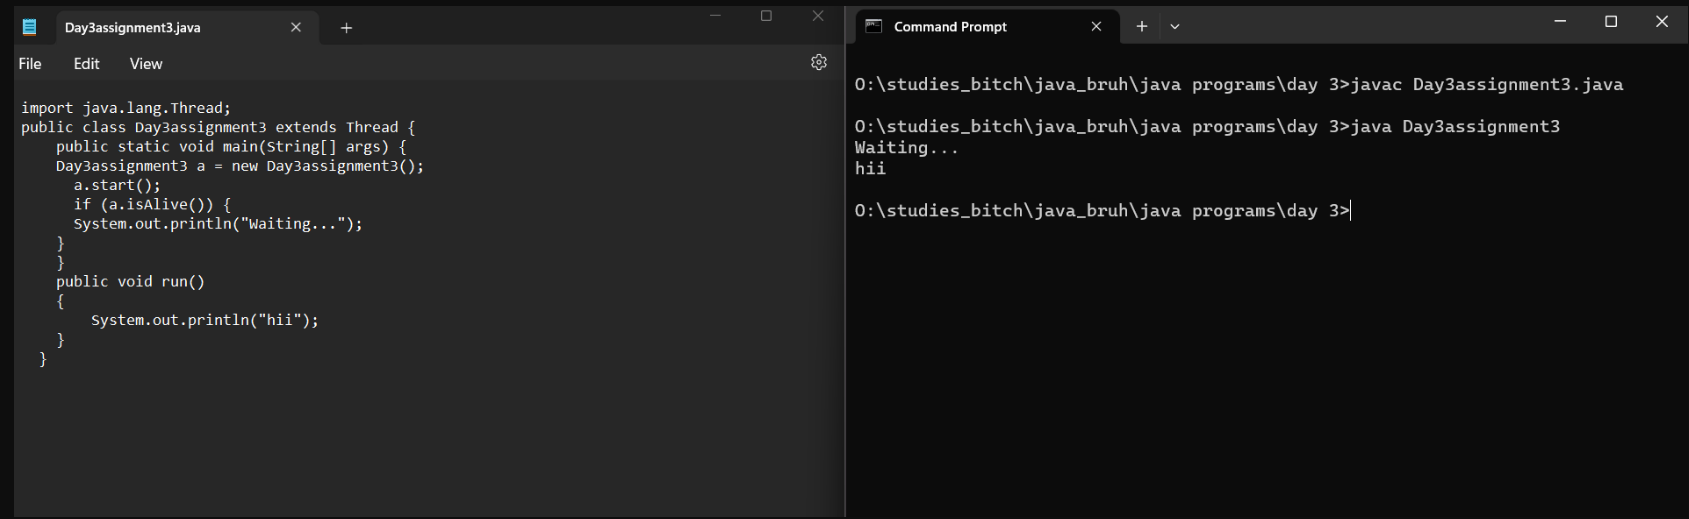 Day3assignment3.java
File Edit View
import java.lang.Thread;
public class Day3assignment3 extends Thread {
public static void main(String[] args) {
Day3assignment3 a = new Day3assignment3();
a.start();
if (a.isAlive()) {
System.out.println("Waiting...");
}
}
public void run()
{
System.out.println("hii");
}
}
Command Prompt
O:\studies_bitch\java_bruh\java programs\day 3>javac Day3assignment3.java
O:\studies_bitch\java_bruh\java programs\day 3>java Day3assignment3
Waiting...
hii
O:\studies_bitch\java_bruh\java programs\day 3>